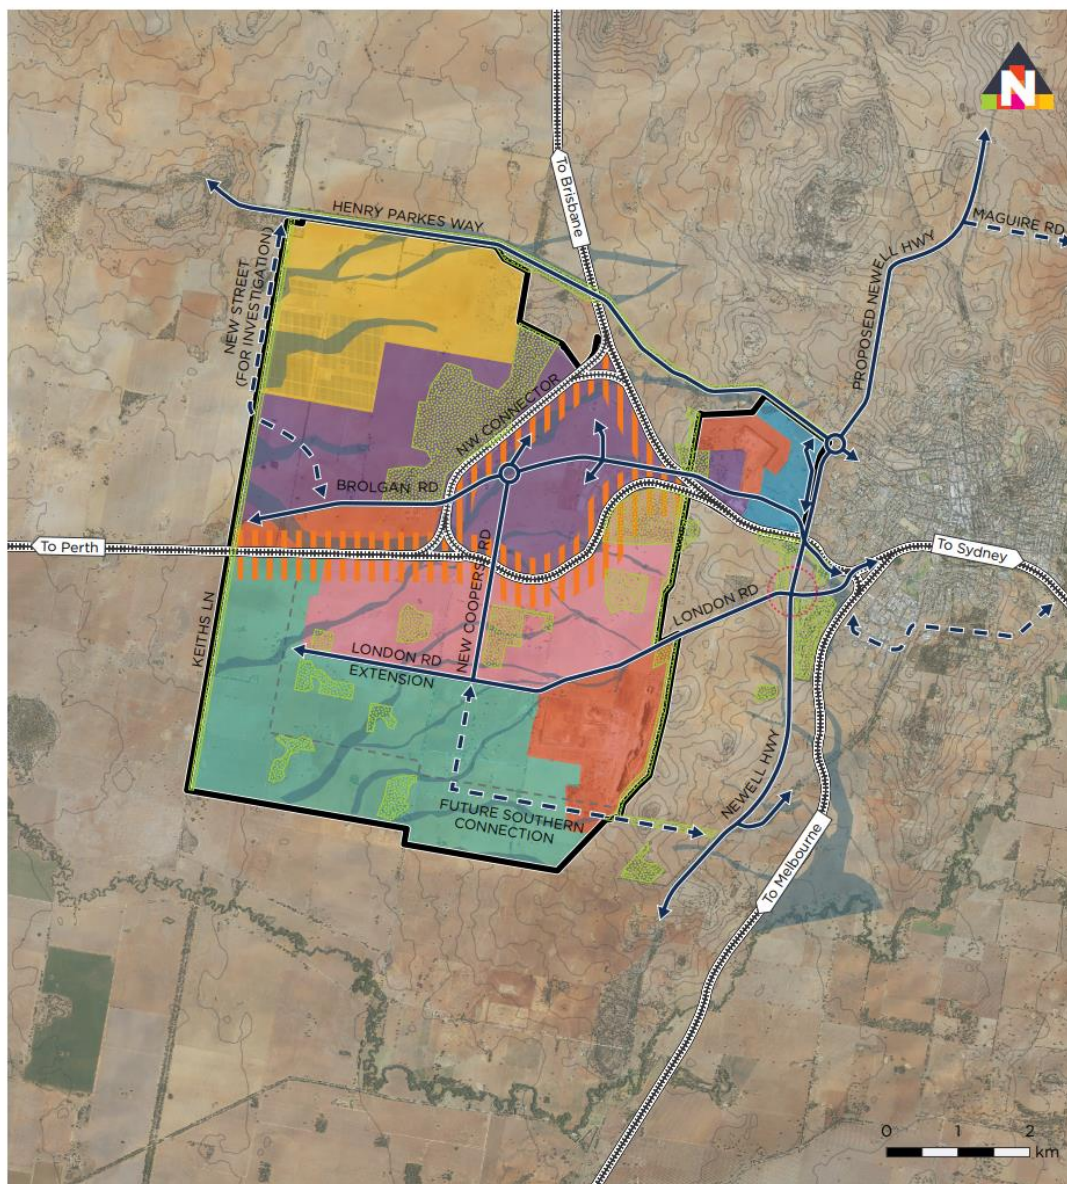 N
To Brisbane
HENRY PARKES WAY
MAGUIRE RD
PROPOSED NEWELL HWY
NEW STREET
(FOR INVESTIGATION)
NW CONNECTOR
BROLGAN RD
To Perth
To Sydney
NEW COOPERS RD
LONDON RD
KEITHS LN
LONDON RD
EXTENSION
NEWELL HWY
FUTURE SOUTHERN
CONNECTION
To Melbourne
0 1 2
km